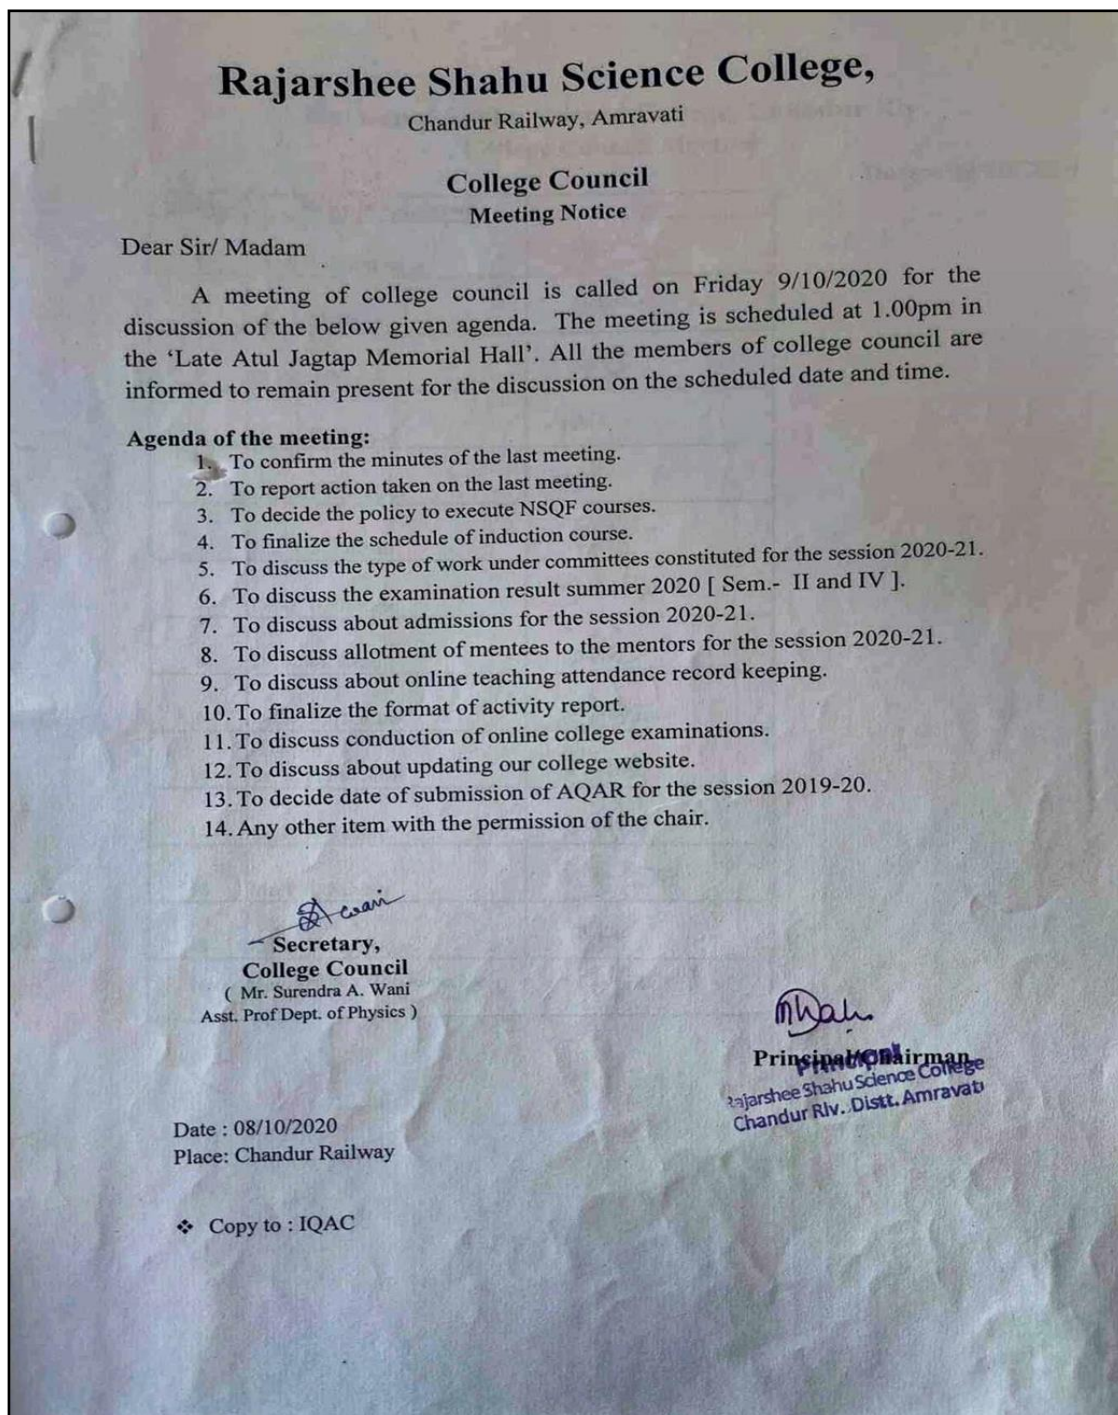 Rajarshee Shahu Science College,
Chandur Railway, Amravati
College Council
Meeting Notice
Dear Sir/ Madam
A meeting of college council is called on Friday 9/10/2020 for the
discussion of the below given agenda. The meeting is scheduled at 1.00pm in
the ‘Late Atul Jagtap Memorial Hall’. All the members of college council are
informed to remain present for the discussion on the scheduled date and time.
Agenda of the meeting:
1. To confirm the minutes of the last meeting.
2. To report action taken on the last meeting.
3. To decide the policy to execute NSQF courses.
4. To finalize the schedule of induction course.
5. To discuss the type of work under committees constituted for the session 2020-21.
6. To discuss the examination result summer 2020 [ Sem.- II and IV ].
7. To discuss about admissions for the session 2020-21.
8. To discuss allotment of mentees to the mentors for the session 2020-21.
9. To discuss about online teaching attendance record keeping.
10. To finalize the format of activity report.
11. To discuss conduction of online college examinations.
12. To discuss about updating our college website.
13. To decide date of submission of AQAR for the session 2019-20.
14. Any other item with the permission of the chair.
Secretary,
College Council
( Mr. Surendra A. Wani
Asst. Prof Dept. of Physics )
Principal/Chairman
Principal
Rajarshee Shahu Science College
Chandur Rlv. Distt. Amravati
Date : 08/10/2020
Place: Chandur Railway
❖ Copy to : IQAC